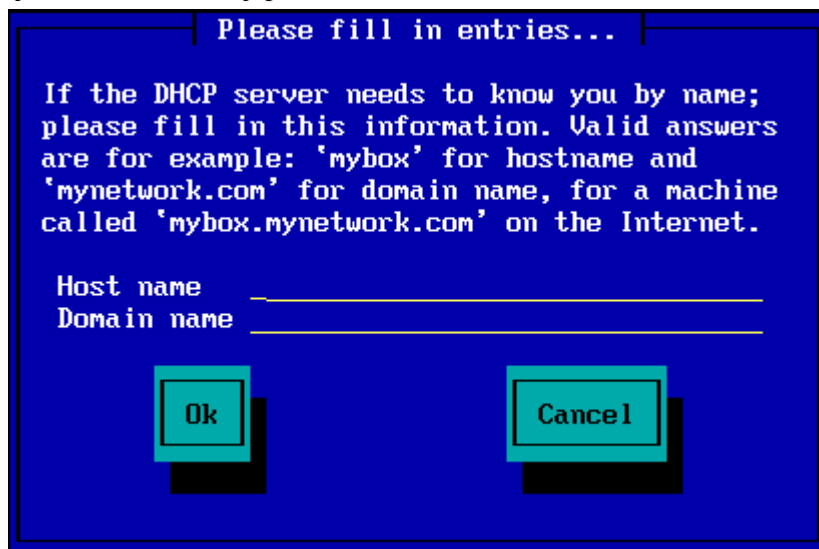 Please fill in entries...
If the DHCP server needs to know you by name;
please fill in this information. Valid answers
are for example: ‛mybox’ for hostname and
‛mynetwork.com’ for domain name, for a machine
called ‛mybox.mynetwork.com’ on the Internet.
Host name
Domain name
Ok
Cancel